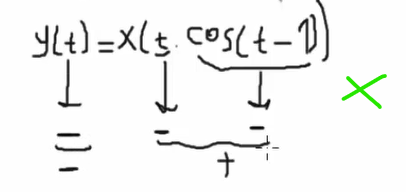 y(t) = x(t. cos(t-1))
- - -
- +